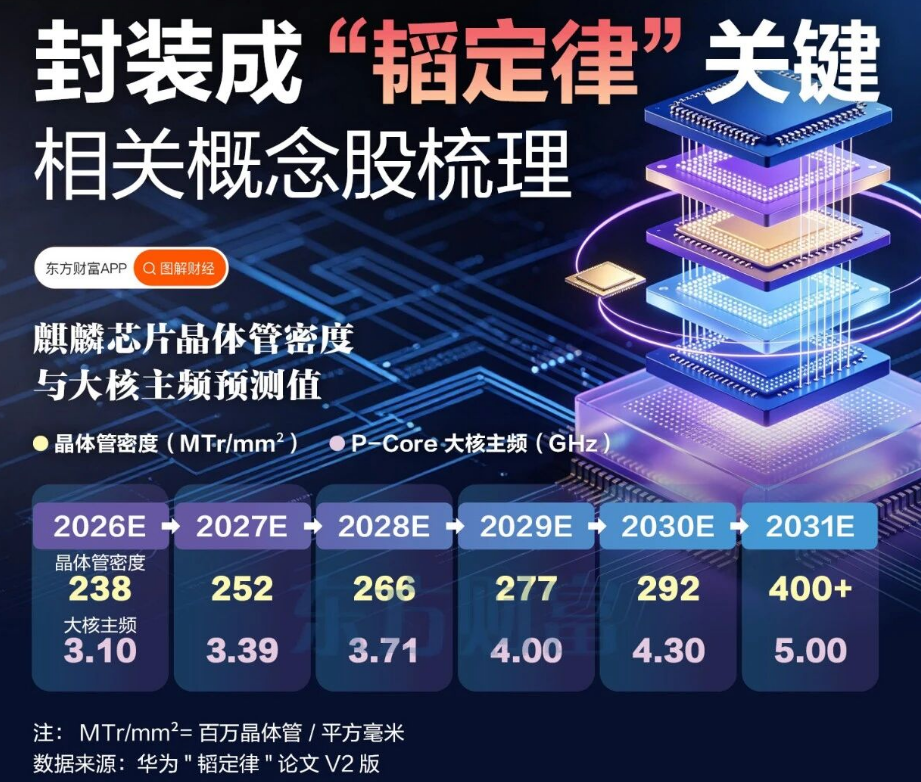 封装成“韬定律”关键
相关概念股梳理
东方财富APP 图解财经
麒麟芯片晶体管密度
与大核主频预测值
晶体管密度（MTr/mm²） P-Core 大核主频（GHz）
2026E 2027E 2028E 2029E 2030E 2031E
晶体管密度
238 252 266 277 292 400+
大核主频
3.10 3.39 3.71 4.00 4.30 5.00
东方财富
注： MTr/mm²= 百万晶体管 / 平方毫米
数据来源：华为 "韬定律" 论文 V2 版